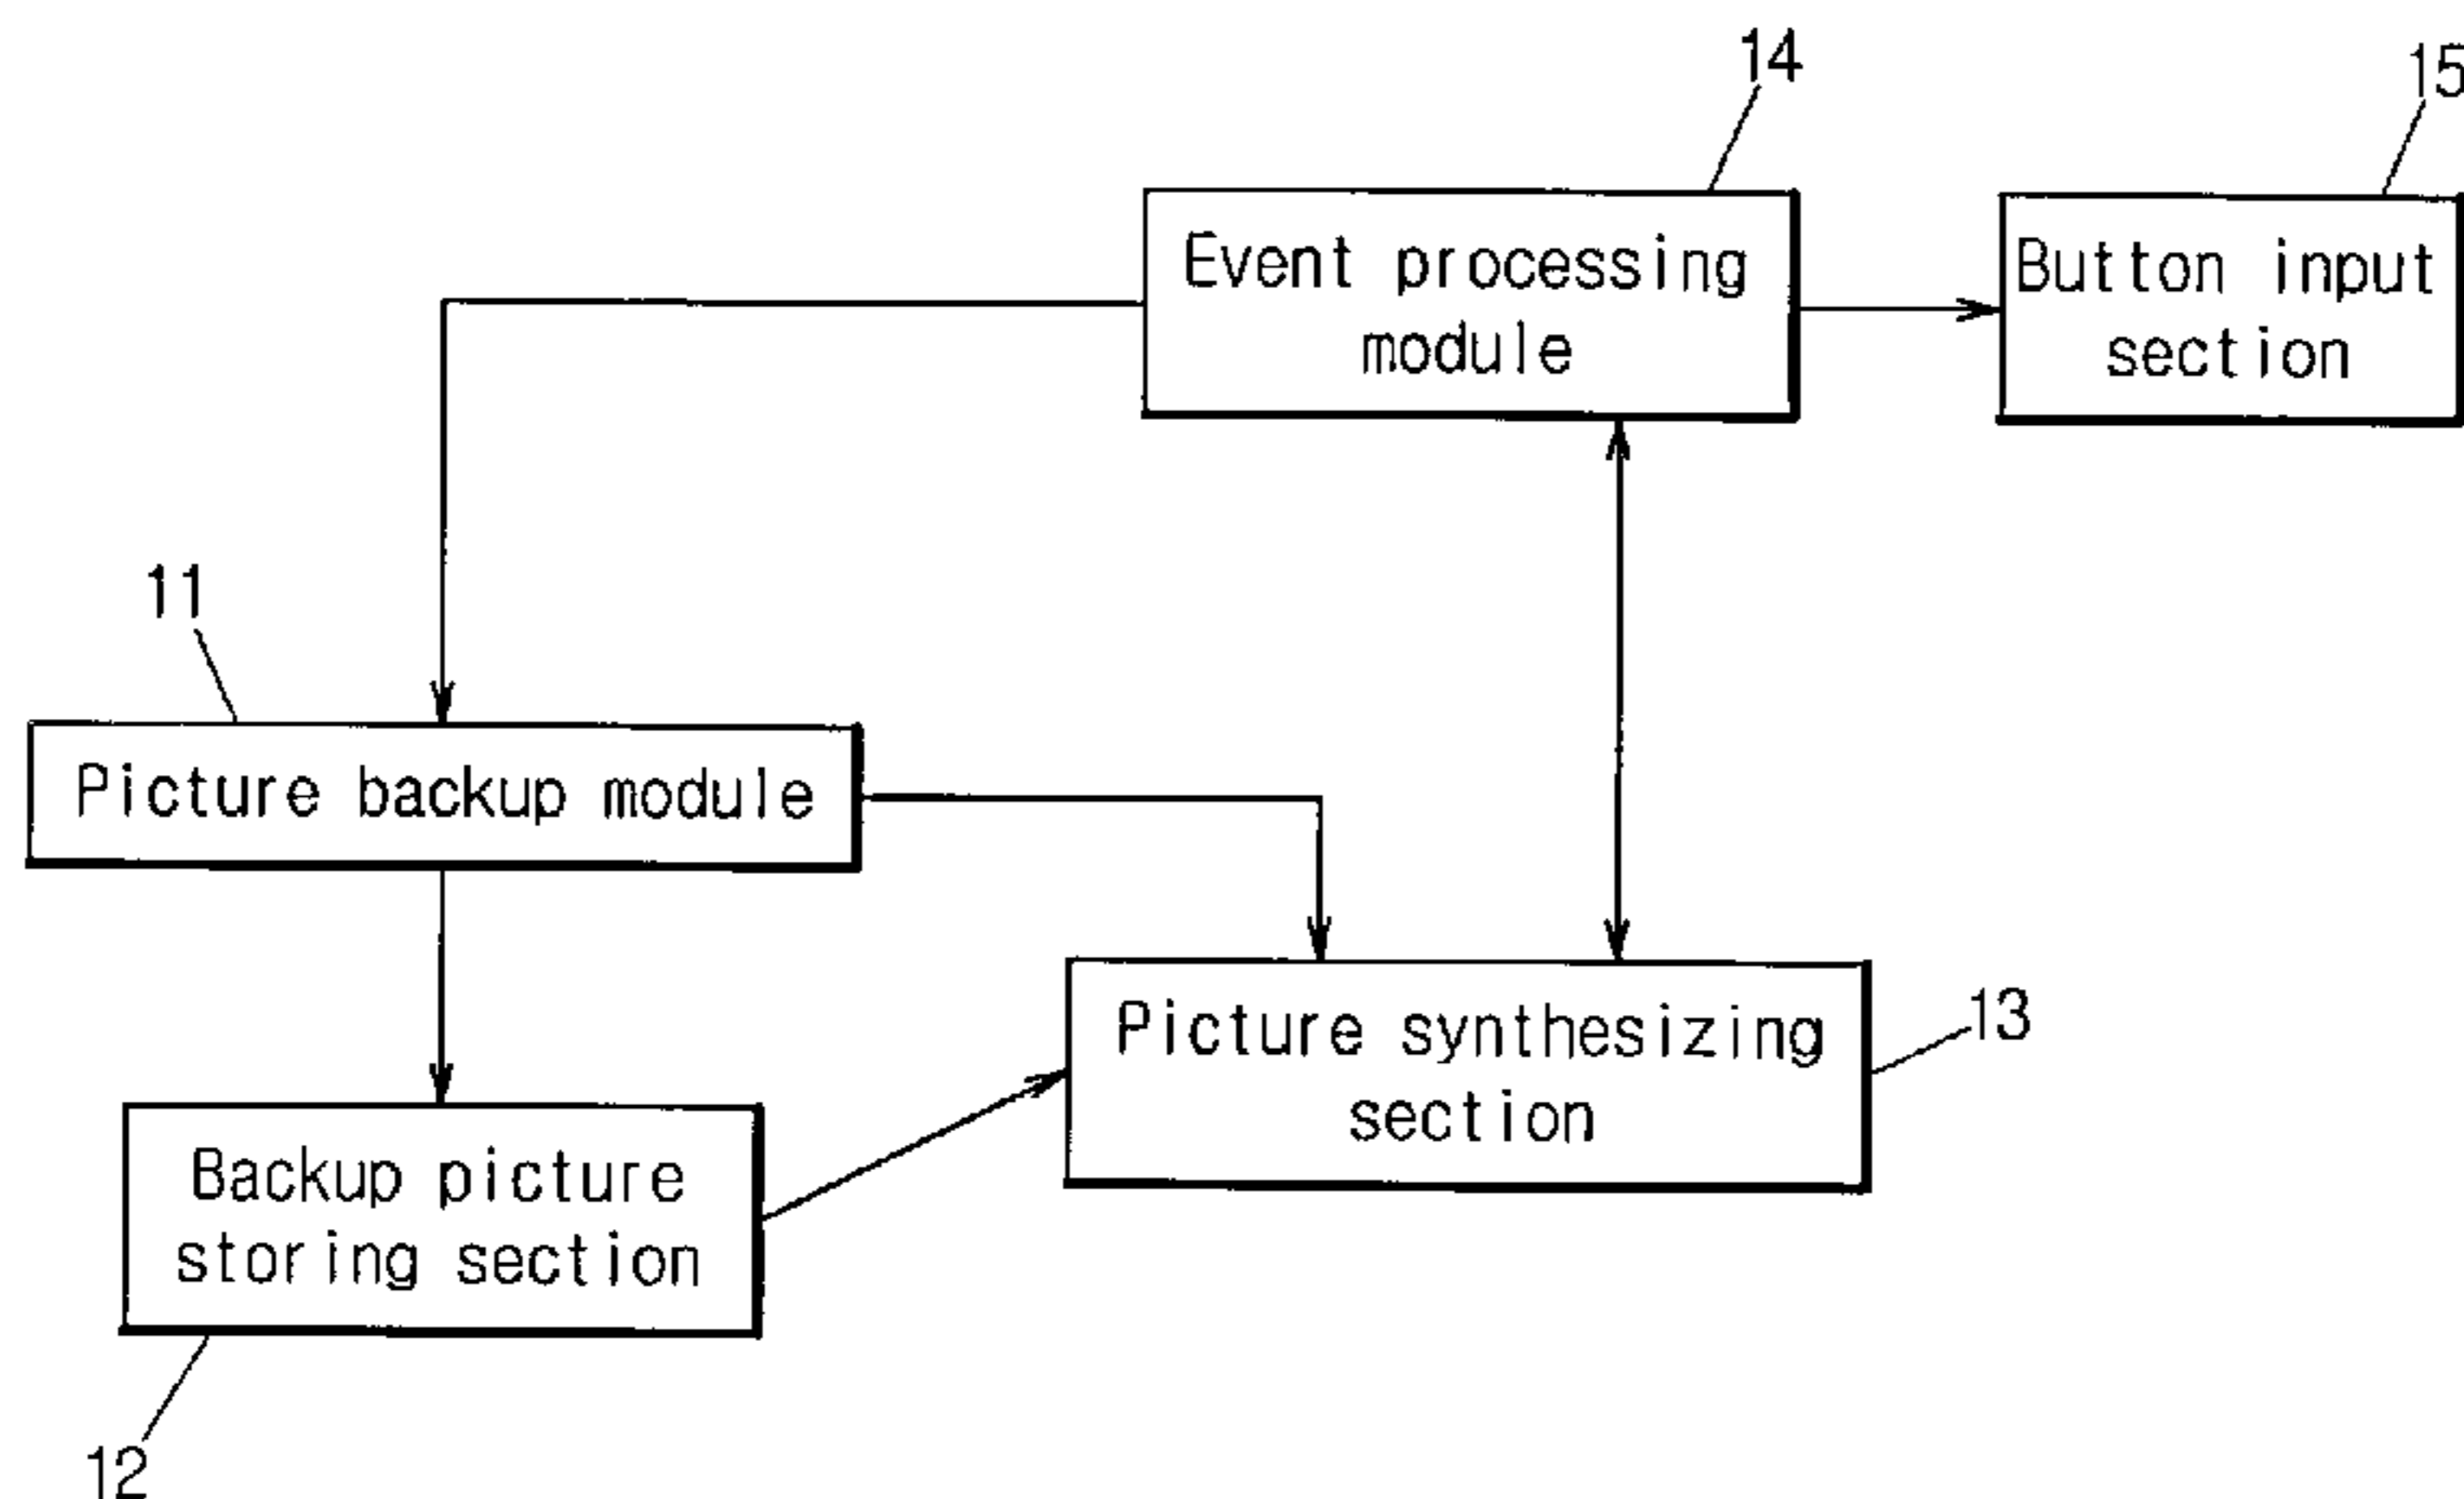 14
15
Event processing
module
Button input
section
11
Picture backup module
Picture synthesizing
section
13
Backup picture
storing section
12